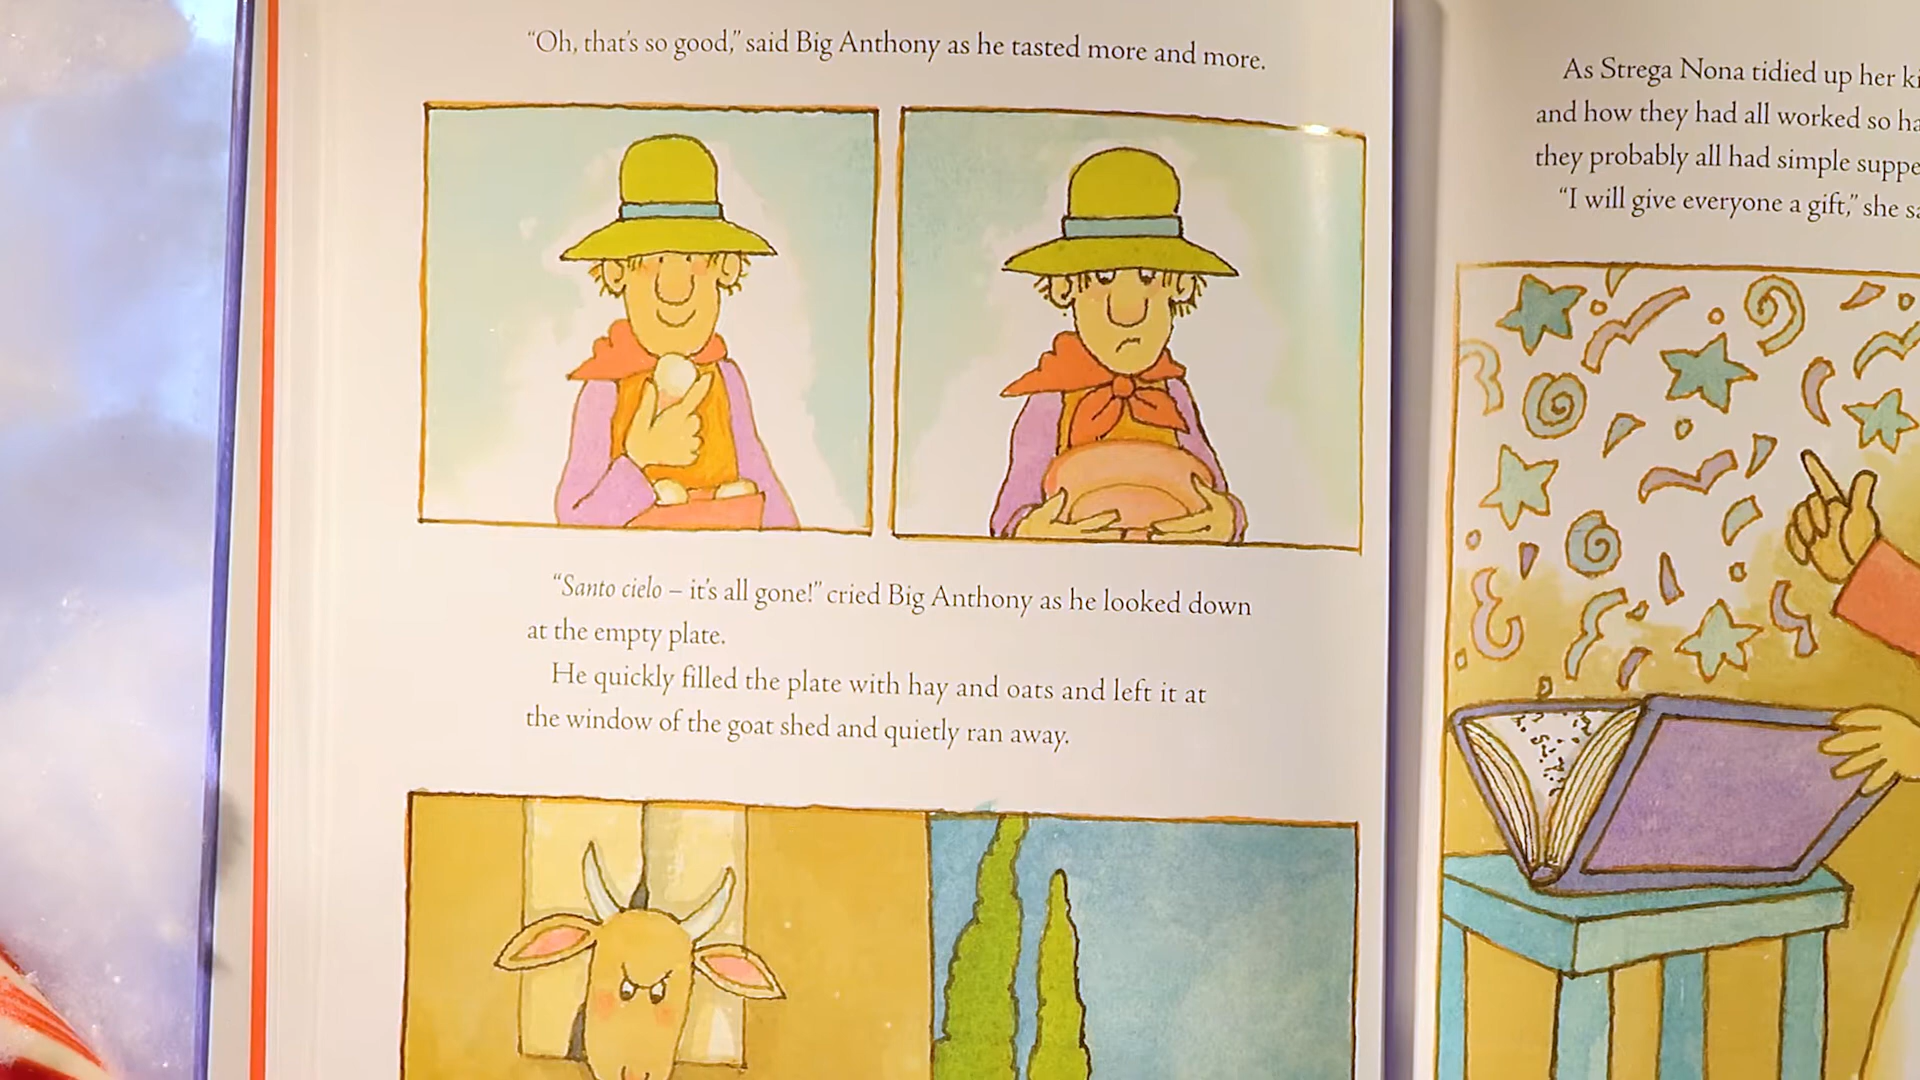 “Oh, that's so good,” said Big Anthony as he tasted more and more.
“Santo cielo – it's all gone!” cried Big Anthony as he looked down
at the empty plate.
He quickly filled the plate with hay and oats and left it at
the window of the goat shed and quietly ran away.
As Strega Nona tidied up her
and how they had all worked so
they probably all had simple
“I will give everyone a gift,” she